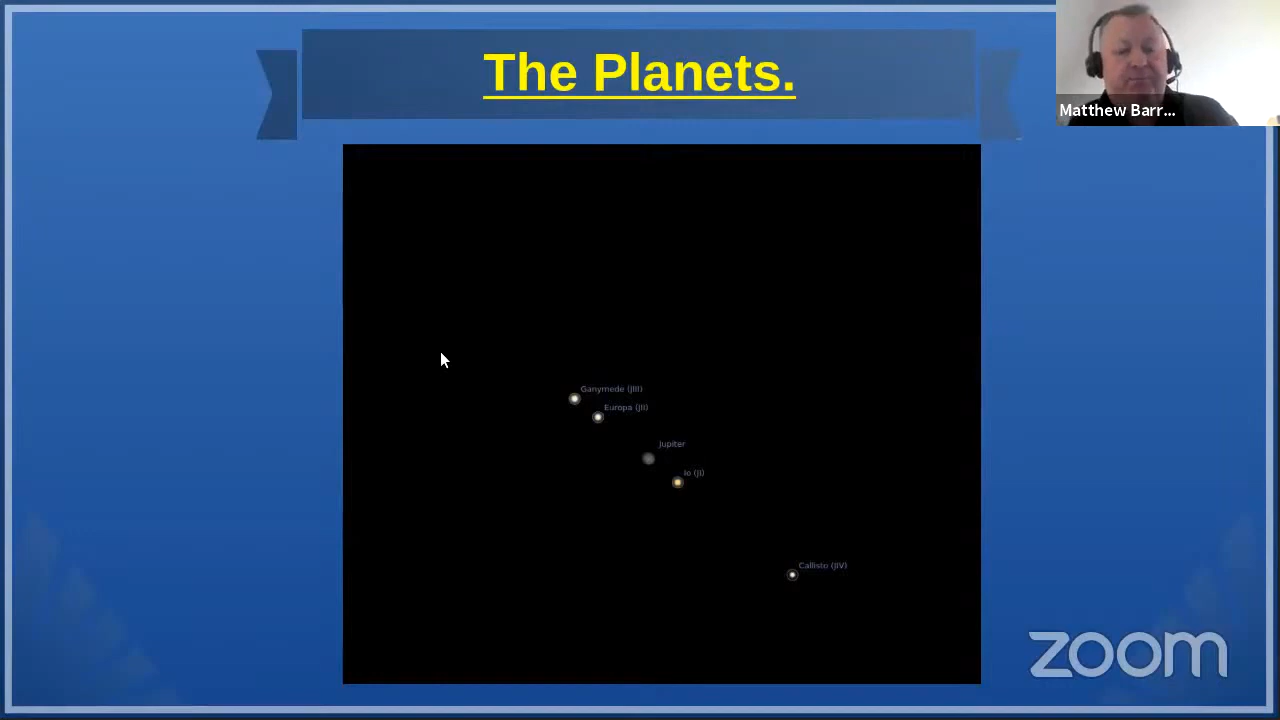 The Planets.
Matthew Barr...
Ganymede (JIII)
Europa (JII)
Jupiter
Io (JI)
Callisto (JIV)
zoom